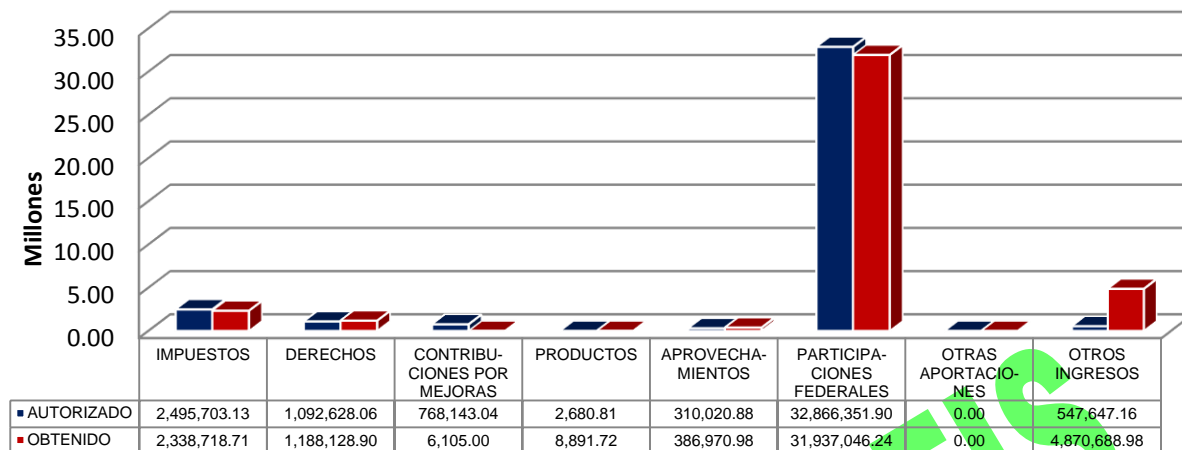 35.00
30.00
25.00
20.00
15.00
10.00
5.00
0.00
Millones
IMPUESTOS DERECHOS CONTRIBU-CIONES POR MEJORAS PRODUCTOS APROVECHA-MIENTOS PARTICIPA-CIONES FEDERALES OTRAS APORTACIO-NES OTROS INGRESOS
AUTORIZADO 2,495,703.13 1,092,628.06 768,143.04 2,680.81 310,020.88 32,866,351.90 0.00 547,647.16
OBTENIDO 2,338,718.71 1,188,128.90 6,105.00 8,891.72 386,970.98 31,937,046.24 0.00 4,870,688.98